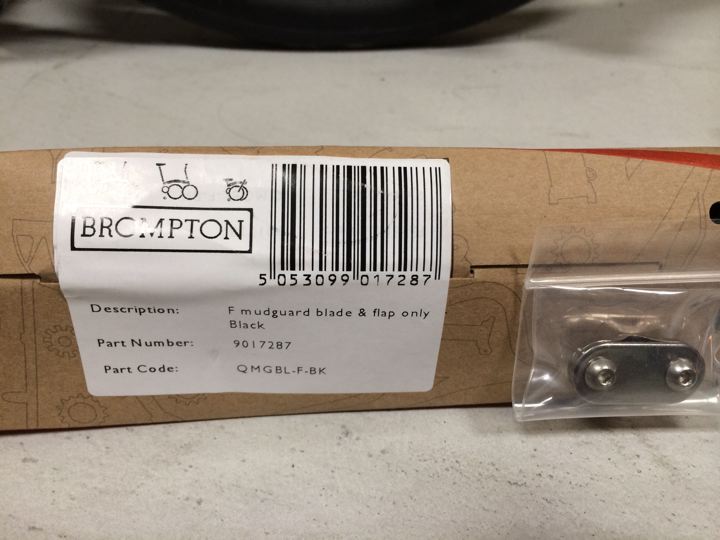 BROMPTON
5 053099 017287
Description: F mudguard blade & flap only
Black
Part Number: 9017287
Part Code: QMGBL-F-BK